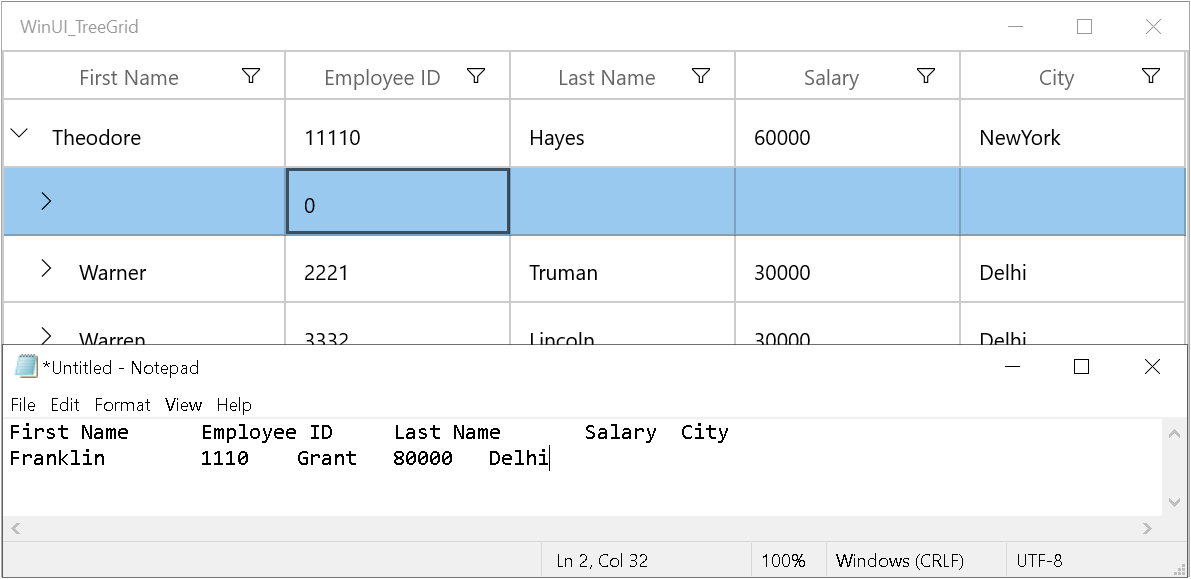 WinUI_TreeGrid
First Name Employee ID Last Name Salary City
Theodore 11110 Hayes 60000 NewYork
0
Warner 2221 Truman 30000 Delhi
Warren 3332 Lincoln 30000 Delhi
*Untitled - Notepad
File Edit Format View Help
First Name Employee ID Last Name Salary City
Franklin 1110 Grant 80000 Delhi
Ln 2, Col 32 100% Windows (CRLF) UTF-8